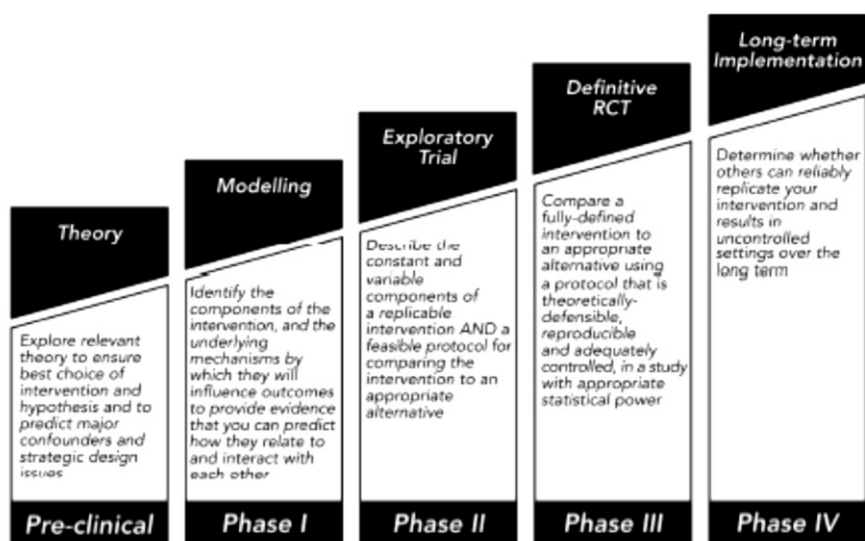 Theory
Explore relevant
theory to ensure
best choice of
intervention and
hypothesis and to
predict major
confounders and
strategic design
issues
Pre-clinical
Modelling
Identify the
components of the
intervention, and the
underlying
mechanisms by
which they will
influence outcomes
to provide evidence
that you can predict
how they relate to
and interact with
each other
Phase I
Exploratory
Trial
Describe the
constant and
variable
components of
a replicable
intervention AND a
feasible protocol for
comparing the
intervention to an
appropriate
alternative
Phase II
Definitive
RCT
Compare a
fully-defined
intervention to
an appropriate
alternative using
a protocol that is
theoretically-
defensible,
reproducible
and adequately
controlled, in a study
with appropriate
statistical power
Phase III
Long-term
Implementation
Determine whether
others can reliably
replicate your
intervention and
results in
uncontrolled
settings over the
long term
Phase IV